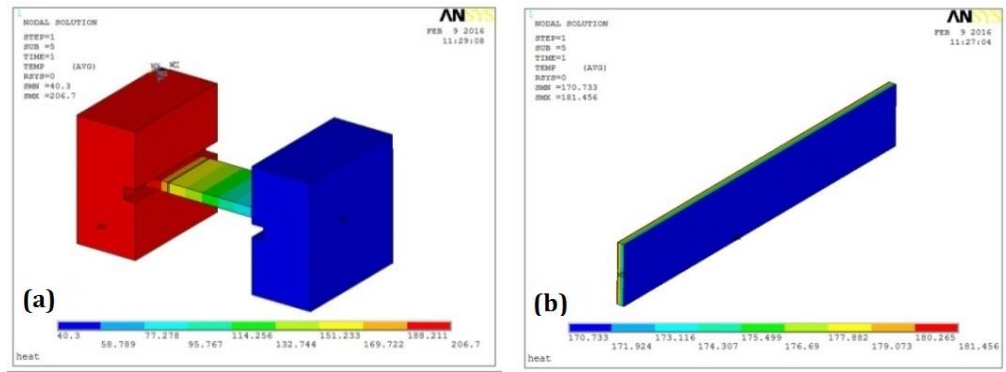 1
NODAL SOLUTION
STEP=1
SUB =5
TIME=1
TEMP (AVG)
RSYS=0
SMN =40.3
SMX =206.7
ANSYS
FEB 9 2016
11:29:08
(a)
40.3 77.278 114.256 151.233 188.211
58.789 95.767 132.744 169.722 206.7
heat
1
NODAL SOLUTION
STEP=1
SUB =5
TIME=1
TEMP (AVG)
RSYS=0
SMN =170.733
SMX =181.456
ANSYS
FEB 9 2016
11:27:04
(b)
170.733 173.116 175.499 177.882 180.265
171.924 174.307 176.69 179.073 181.456
heat